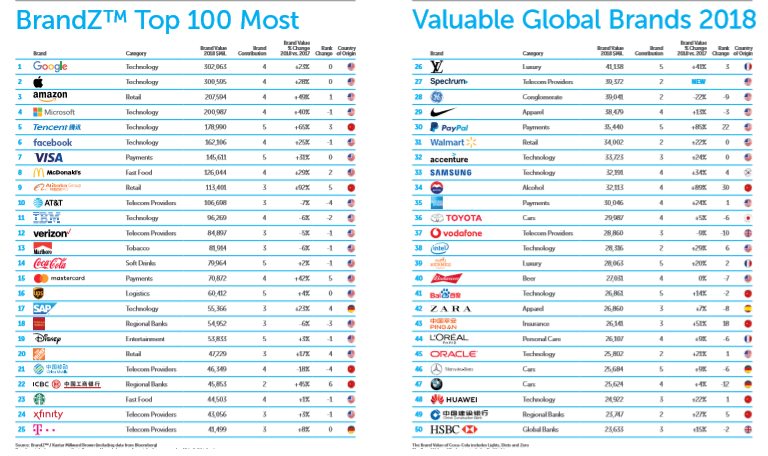 BrandZ™ Top 100 Most
Valuable Global Brands 2018
Brand Category Brand Value 2018 $MIL. Brand Contribution Brand Value % Change 2018 vs. 2017 Rank Change Country of Origin
1 Google Technology 302,063 4 +23% 0
2 Technology 300,595 4 +28% 0
3 amazon Retail 207,594 4 +49% 1
4 Microsoft Technology 200,987 4 +40% -1
5 Tencent 腾讯 Technology 178,990 5 +65% 3
6 facebook Technology 162,106 4 +25% -1
7 VISA Payments 145,611 5 +31% 0
8 McDonald's Fast Food 126,044 4 +29% 2
9 Alibaba Group Retail 113,401 3 +92% 5
10 AT&T Telecom Providers 106,698 3 -7% -4
11 IBM Technology 96,269 4 -6% -2
12 verizon Telecom Providers 84,897 3 -5% -1
13 Marlboro Tobacco 81,914 3 -6% -1
14 Coca-Cola Soft Drinks 79,964 5 +2% -1
15 mastercard Payments 70,872 4 +42% 5
16 ups Logistics 60,412 5 +4% 0
17 SAP Technology 55,366 3 +23% 4
18 Regional Banks 54,952 3 -6% -3
19 Disney Entertainment 53,833 5 +3% -1
20 Retail 47,229 3 +17% 4
21 中国移动 China Mobile Telecom Providers 46,349 4 -18% -4
22 ICBC 中国工商银行 Regional Banks 45,853 2 +45% 6
23 Fast Food 44,503 4 +1% -1
24 xfinity Telecom Providers 43,056 3 +3% -1
25 T Telecom Providers 41,499 3 +8% 0
Brand Category Brand Value 2018 $MIL. Brand Contribution Brand Value % Change 2018 vs. 2017 Rank Change Country of Origin
26 LV Luxury 41,138 5 +41% 3
27 Spectrum Telecom Providers 39,372 2 NEW
28 GE Conglomerate 39,041 2 -22% -9
29 Apparel 38,479 4 +13% -3
30 PayPal Payments 35,440 5 +85% 22
31 Walmart Retail 34,002 2 +22% 0
32 accenture Technology 33,723 3 +24% 0
33 SAMSUNG Technology 32,191 4 +34% 4
34 Alcohol 32,113 4 +89% 30
35 Payments 30,046 4 +24% 1
36 TOYOTA Cars 29,987 4 +5% -6
37 vodafone Telecom Providers 28,860 3 -9% -10
38 intel Technology 28,316 2 +29% 6
39 Luxury 28,063 5 +20% 2
40 Budweiser Beer 27,031 4 0% -7
41 Bai 百度 Technology 26,861 5 +14% -2
42 ZARA Apparel 26,860 3 +7% -8
43 中国平安 PING AN Insurance 26,141 3 +51% 18
44 L'ORÉAL Personal Care 26,107 4 +9% -6
45 ORACLE Technology 25,802 2 +21% 1
46 Mercedes-Benz Cars 25,684 5 +9% -6
47 Cars 25,624 4 +4% -12
48 HUAWEI Technology 24,922 3 +22% 1
49 中国建设银行 China Construction Bank Regional Banks 23,747 2 +27% 5
50 HSBC Global Banks 23,633 3 +15% -2
Source: BrandZ™ / Kantar Millward Brown (including data from Bloomberg)
The Brand Value of Coca-Cola includes Lights, Diets and Zero